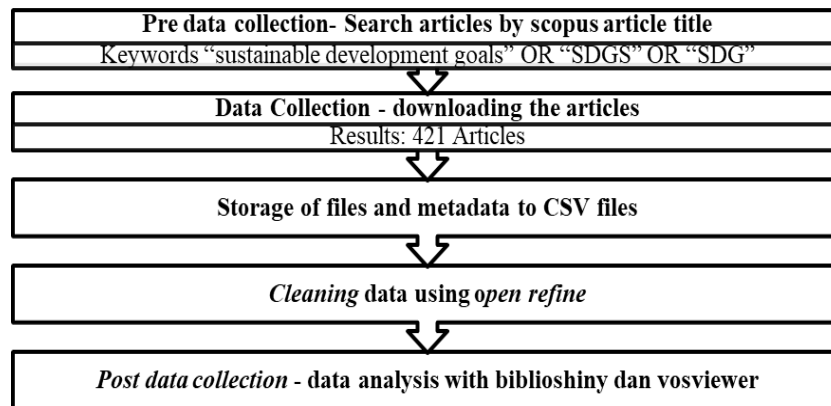 Pre data collection- Search articles by scopus article title
Keywords “sustainable development goals” OR “SDGS” OR “SDG”
Data Collection - downloading the articles
Results: 421 Articles
Storage of files and metadata to CSV files
Cleaning data using open refine
Post data collection - data analysis with biblioshiny dan vosviewer